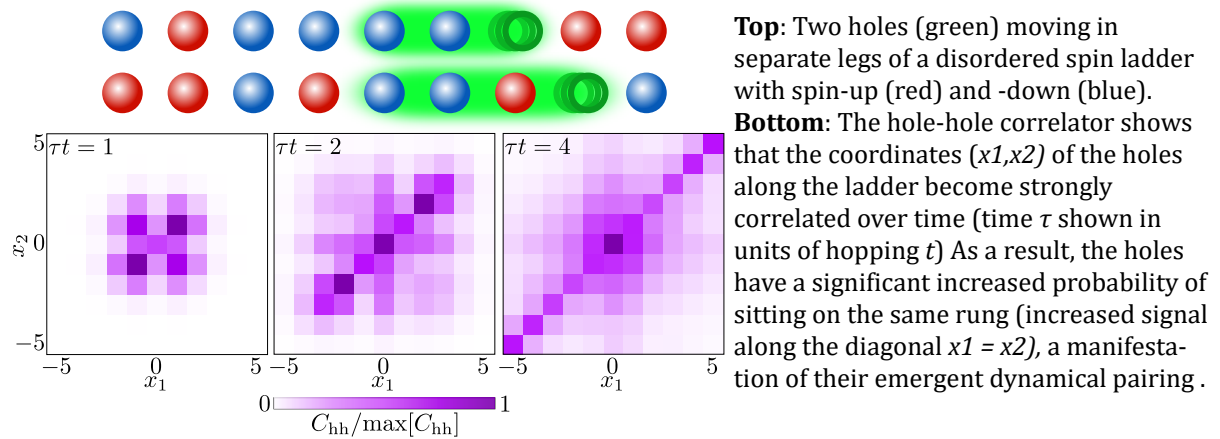 Top: Two holes (green) moving in
separate legs of a disordered spin ladder
with spin-up (red) and -down (blue).
Bottom: The hole-hole correlator shows
that the coordinates (x1,x2) of the holes
along the ladder become strongly
correlated over time (time τ shown in
units of hopping t) As a result, the holes
have a significant increased probability of
sitting on the same rung (increased signal
along the diagonal x1 = x2), a manifesta-
tion of their emergent dynamical pairing .
5
τt = 1
τt = 2
τt = 4
x₂
0
−5
−5 0 5
−5 0 5
−5 0 5
x₁
x₁
x₁
0
1
C_hh/max[C_hh]